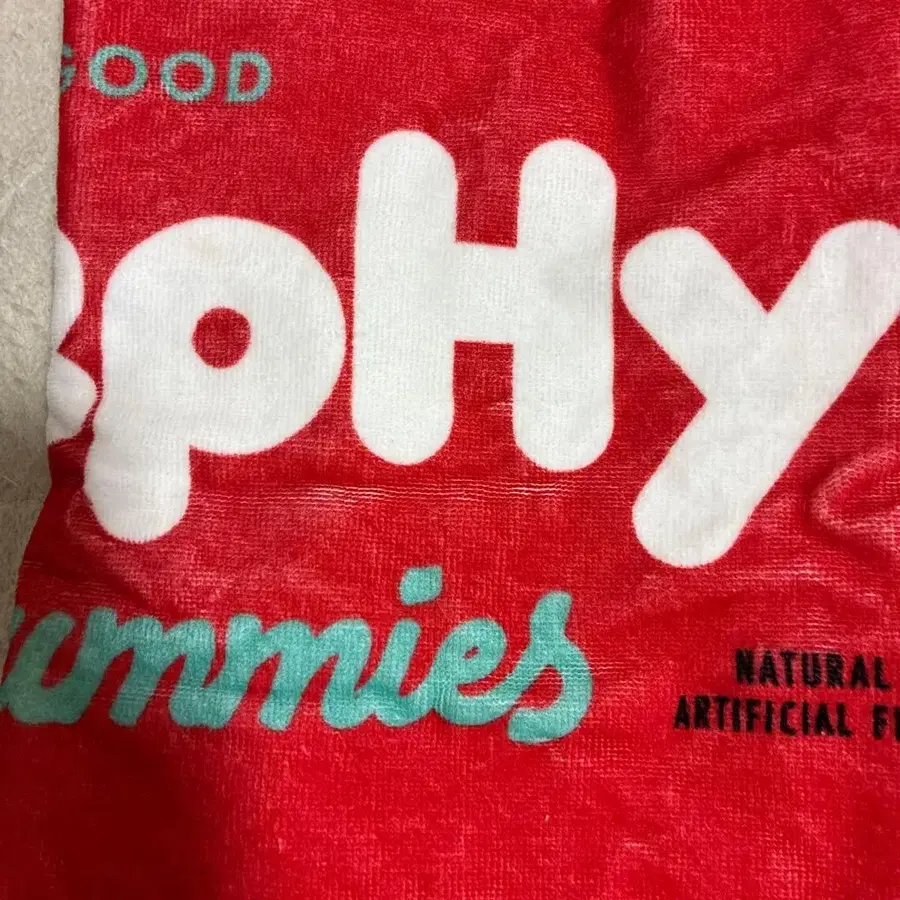 GOOD
pHy
ummies
NATURAL
ARTIFICIAL F